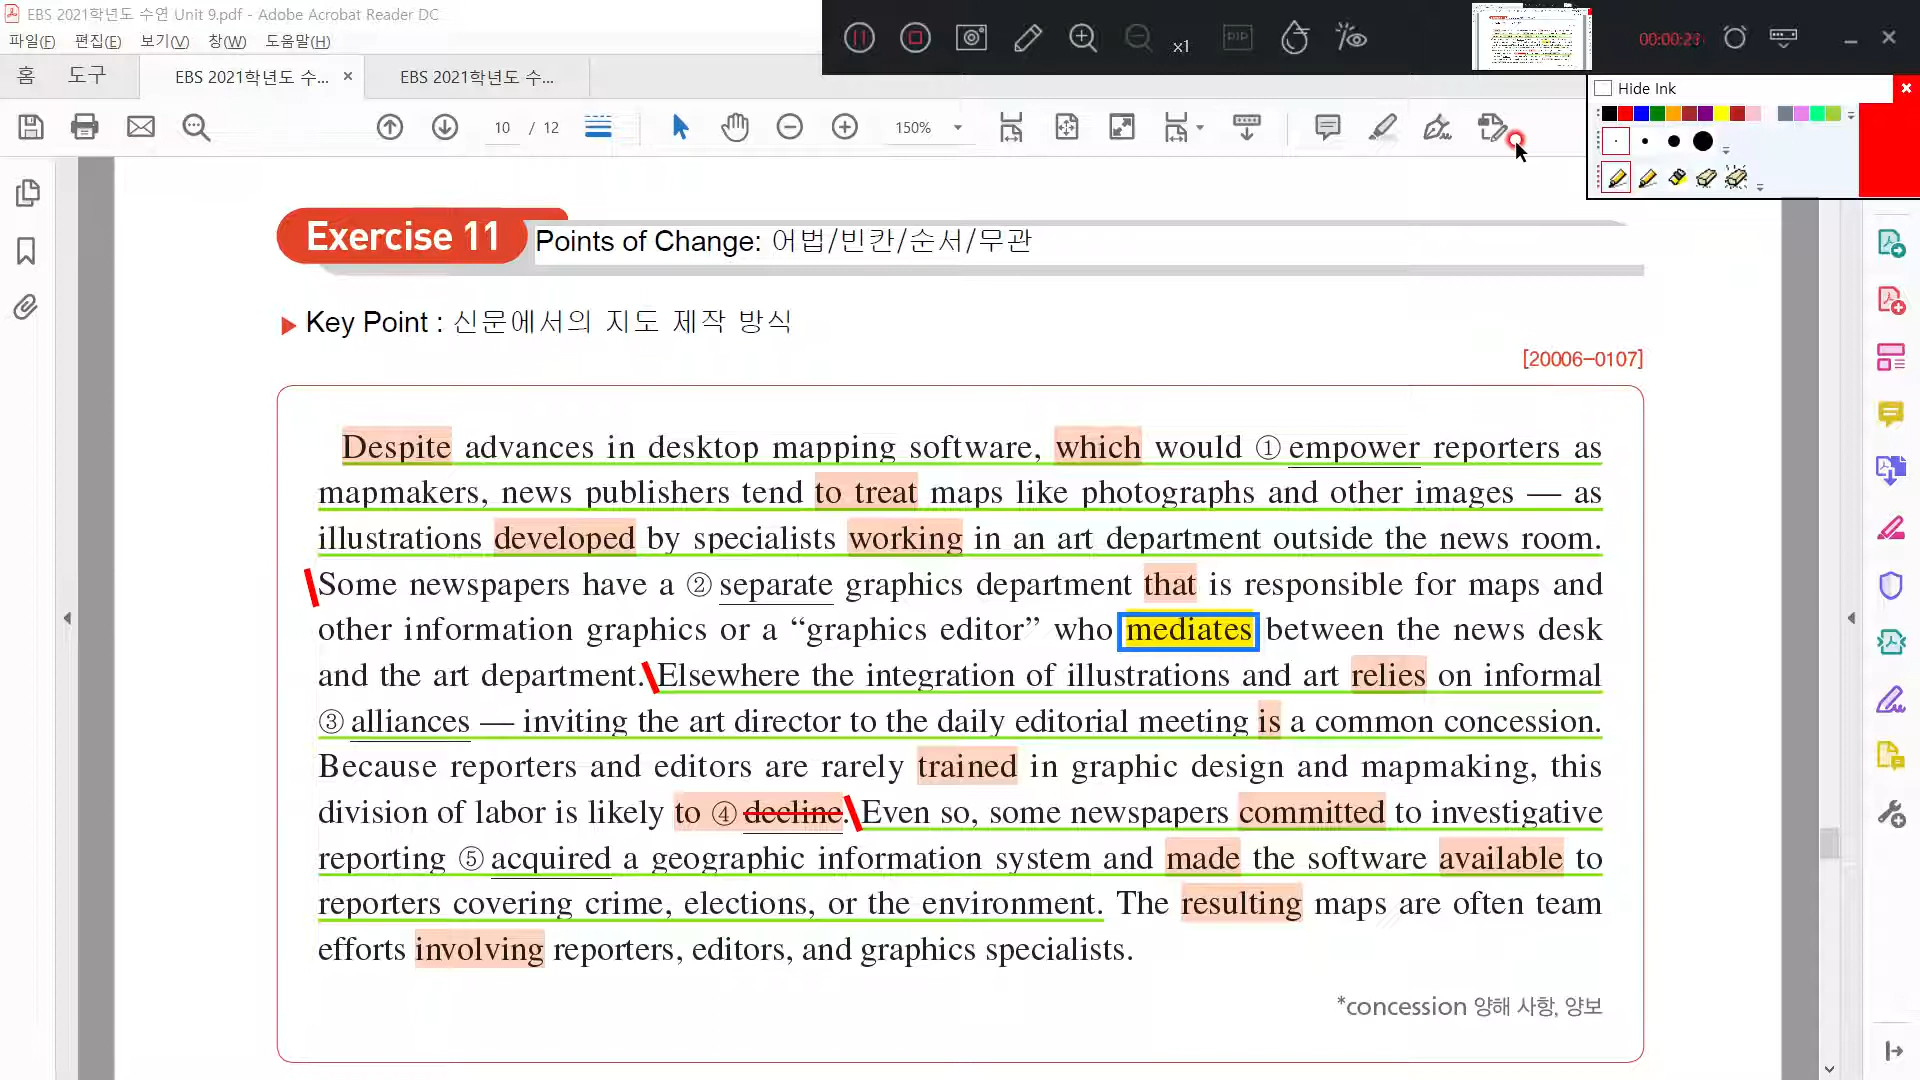 EBS 2021학년도 수연 Unit 9.pdf - Adobe Acrobat Reader DC
파일(F) 편집(E) 보기(V) 창(W) 도움말(H)
x1
PIP
홈 도구 EBS 2021학년도 수... × EBS 2021학년도 수...
Hide Ink
10 / 12
150%
Exercise 11 Points of Change: 어법/빈칸/순서/무관
Key Point : 신문에서의 지도 제작 방식
[20006-0107]
Despite advances in desktop mapping software, which would ① empower reporters as
mapmakers, news publishers tend to treat maps like photographs and other images — as
illustrations developed by specialists working in an art department outside the news room.
Some newspapers have a ② separate graphics department that is responsible for maps and
other information graphics or a “graphics editor” who mediates between the news desk
and the art department. Elsewhere the integration of illustrations and art relies on informal
③ alliances — inviting the art director to the daily editorial meeting is a common concession.
Because reporters and editors are rarely trained in graphic design and mapmaking, this
division of labor is likely to ④ decline. Even so, some newspapers committed to investigative
reporting ⑤ acquired a geographic information system and made the software available to
reporters covering crime, elections, or the environment. The resulting maps are often team
efforts involving reporters, editors, and graphics specialists.
*concession 양해 사항, 양보